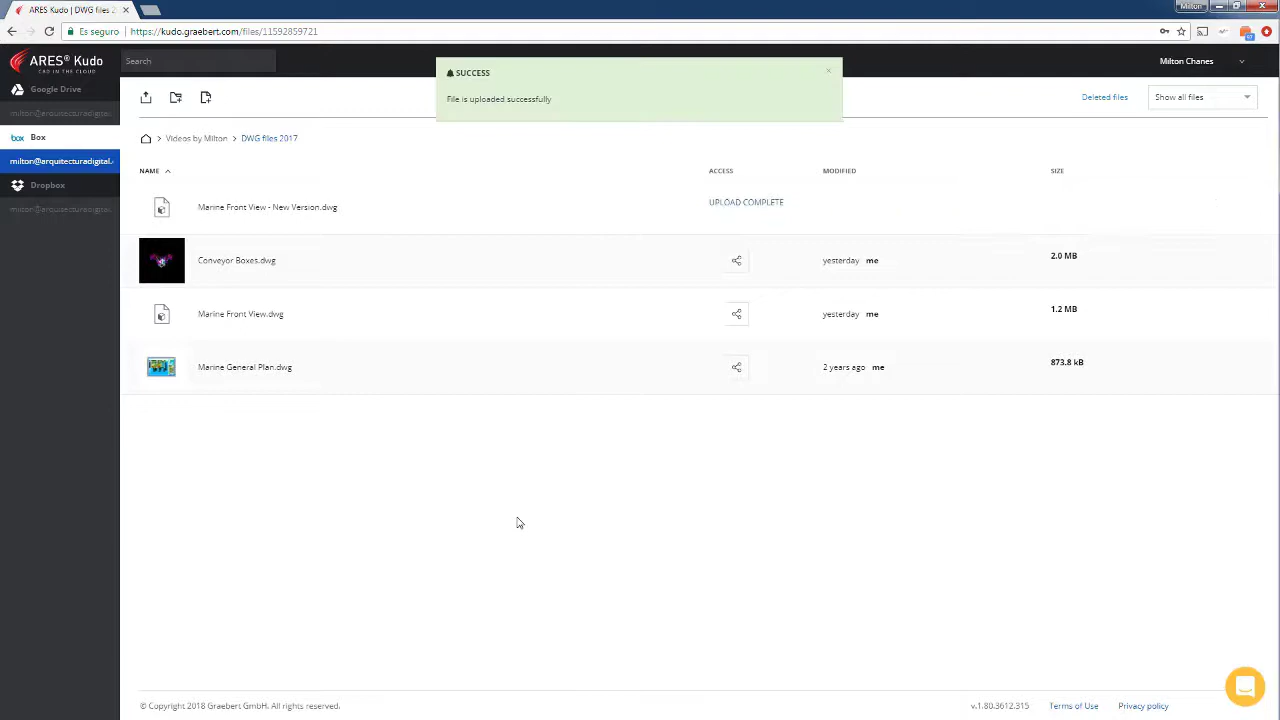 ARES Kudo | DWG files 2
Milton
Es seguro
https://kudo.graebert.com/files/11592859721
ARES® Kudo
CAD IN THE CLOUD
Search
Milton Chanes
Google Drive
milton@arquitecturadigital.
Box
milton@arquitecturadigital.
Dropbox
milton@arquitecturadigital.
SUCCESS
×
File is uploaded successfully
Deleted files
Show all files
> Videos by Milton > DWG files 2017
NAME
ACCESS
MODIFIED
SIZE
Marine Front View - New Version.dwg
UPLOAD COMPLETE
Conveyor Boxes.dwg
yesterday me
2.0 MB
Marine Front View.dwg
yesterday me
1.2 MB
Marine General Plan.dwg
2 years ago me
873.8 kB
© Copyright 2018 Graebert GmbH. All rights reserved.
v.1.80.3612.315
Terms of Use
Privacy policy